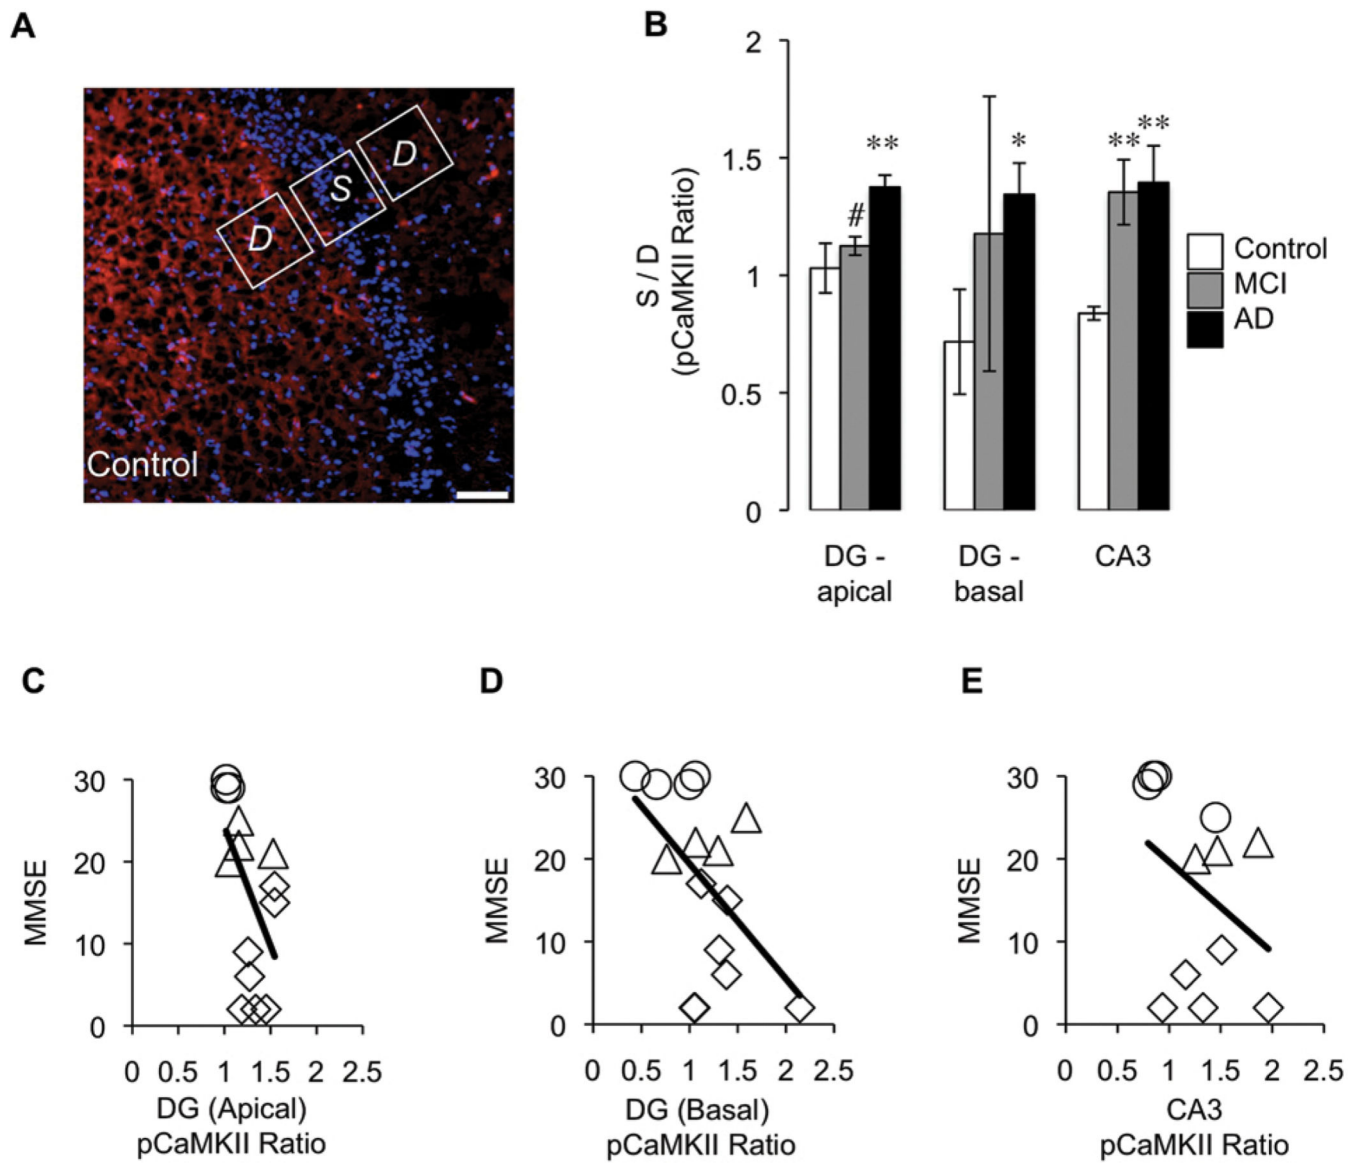 A
D
S
D
Control
B
2
1.5
1
0.5
0
S / D
(pCaMKII Ratio)
**
#
*
**
**
Control
MCI
AD
DG -
apical
DG -
basal
CA3
C
30
20
10
0
MMSE
0 0.5 1 1.5 2 2.5
DG (Apical)
pCaMKII Ratio
D
30
20
10
0
MMSE
0 0.5 1 1.5 2 2.5
DG (Basal)
pCaMKII Ratio
E
30
20
10
0
MMSE
0 0.5 1 1.5 2 2.5
CA3
pCaMKII Ratio